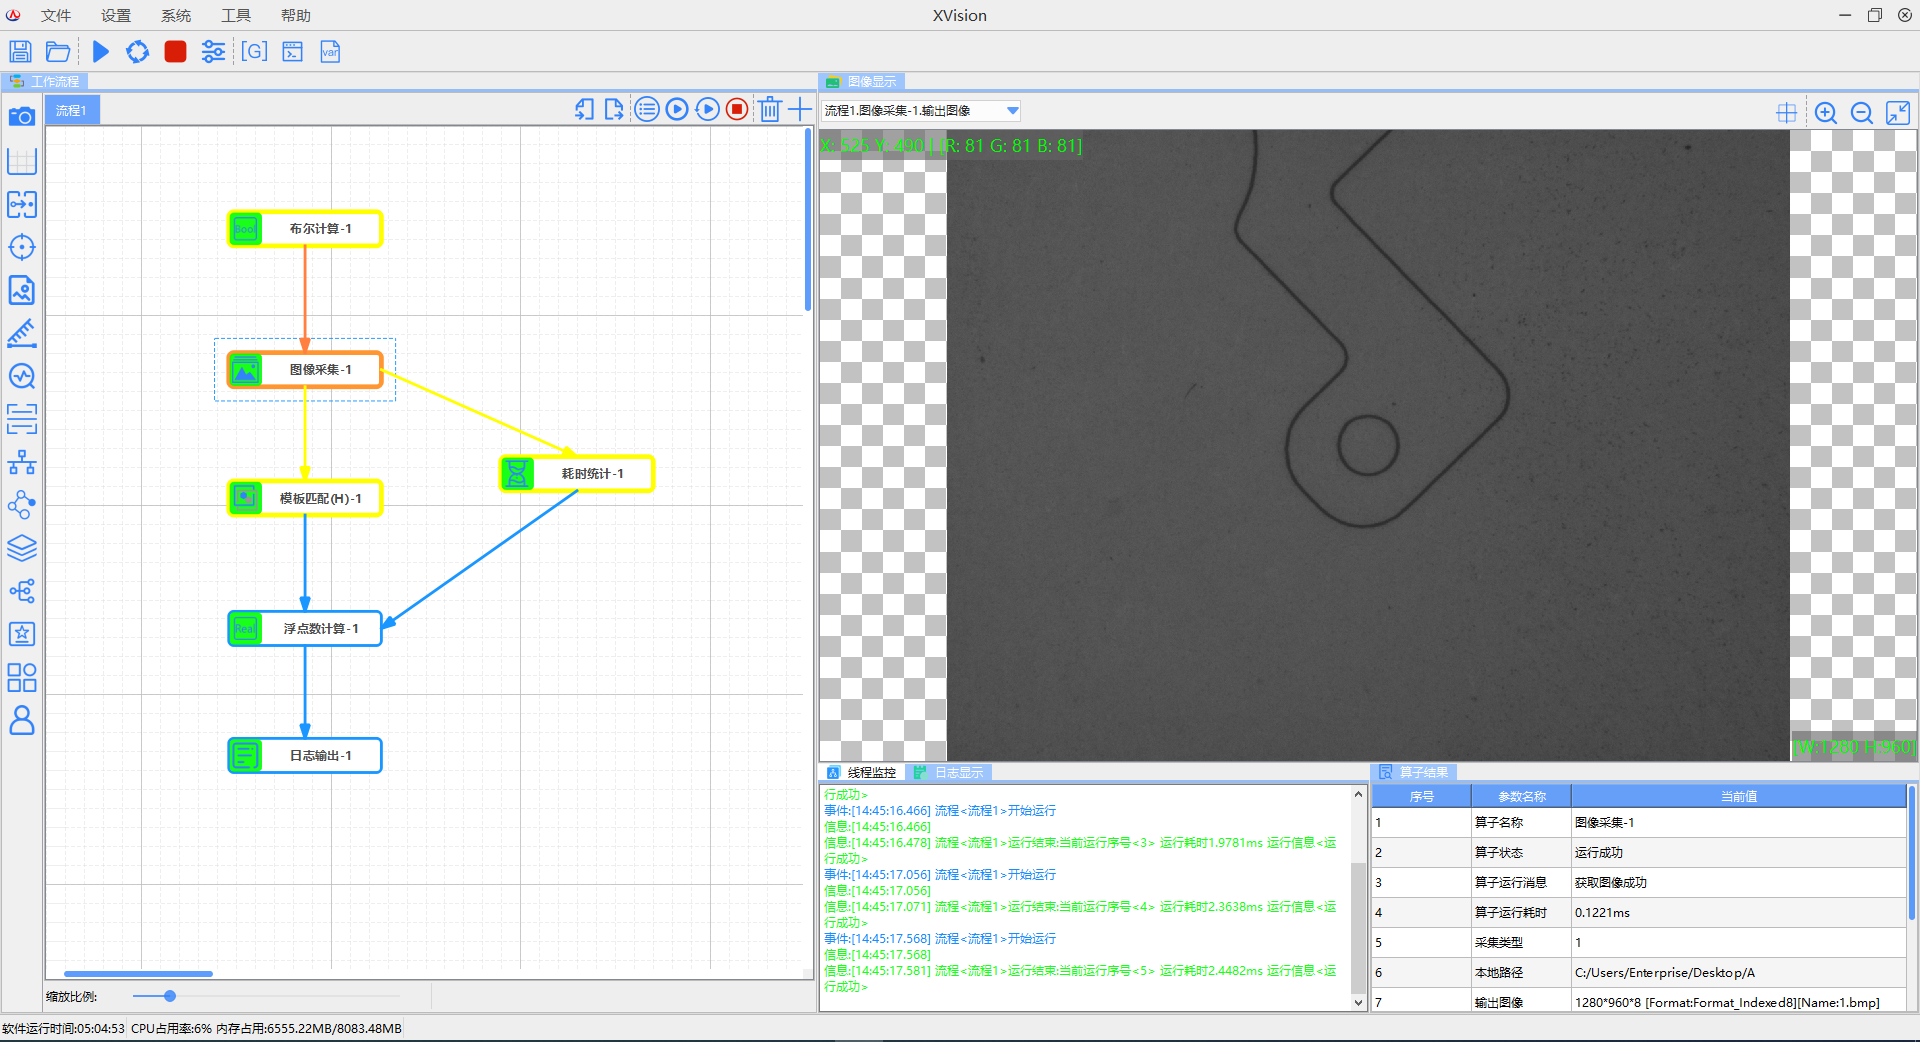 文件 设置 系统 工具 帮助 XVision
[G] var
工作流程
图像显示
流程1
流程1.图像采集-1.输出图像
X: 525 Y: 490 | [R: 81 G: 81 B: 81]
Bool 布尔计算-1
图像采集-1
耗时统计-1
模板匹配(H)-1
Real 浮点数计算-1
日志输出-1
[W:1280 H:960]
线程监控 日志显示
算子结果
行成功>
事件:[14:45:16.466] 流程<流程1>开始运行
信息:[14:45:16.466]
信息:[14:45:16.478] 流程<流程1>运行结束:当前运行序号<3> 运行耗时1.9781ms 运行信息<运
行成功>
事件:[14:45:17.056] 流程<流程1>开始运行
信息:[14:45:17.056]
信息:[14:45:17.071] 流程<流程1>运行结束:当前运行序号<4> 运行耗时2.3638ms 运行信息<运
行成功>
事件:[14:45:17.568] 流程<流程1>开始运行
信息:[14:45:17.568]
信息:[14:45:17.581] 流程<流程1>运行结束:当前运行序号<5> 运行耗时2.4482ms 运行信息<运
行成功>
序号 参数名称 当前值
1 算子名称 图像采集-1
2 算子状态 运行成功
3 算子运行消息 获取图像成功
4 算子运行耗时 0.1221ms
5 采集类型 1
6 本地路径 C:/Users/Enterprise/Desktop/A
7 输出图像 1280*960*8 [Format:Format_Indexed8][Name:1.bmp]
缩放比例:
软件运行时间:05:04:53 CPU占用率:6% 内存占用:6555.22MB/8083.48MB